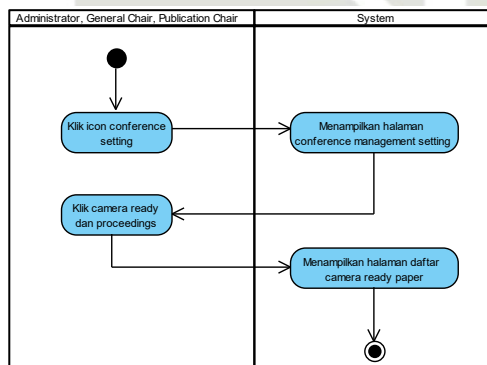 Administrator, General Chair, Publication Chair
System
Klik icon conference
setting
Menampilkan halaman
conference management setting
Klik camera ready
dan proceedings
Menampilkan halaman daftar
camera ready paper